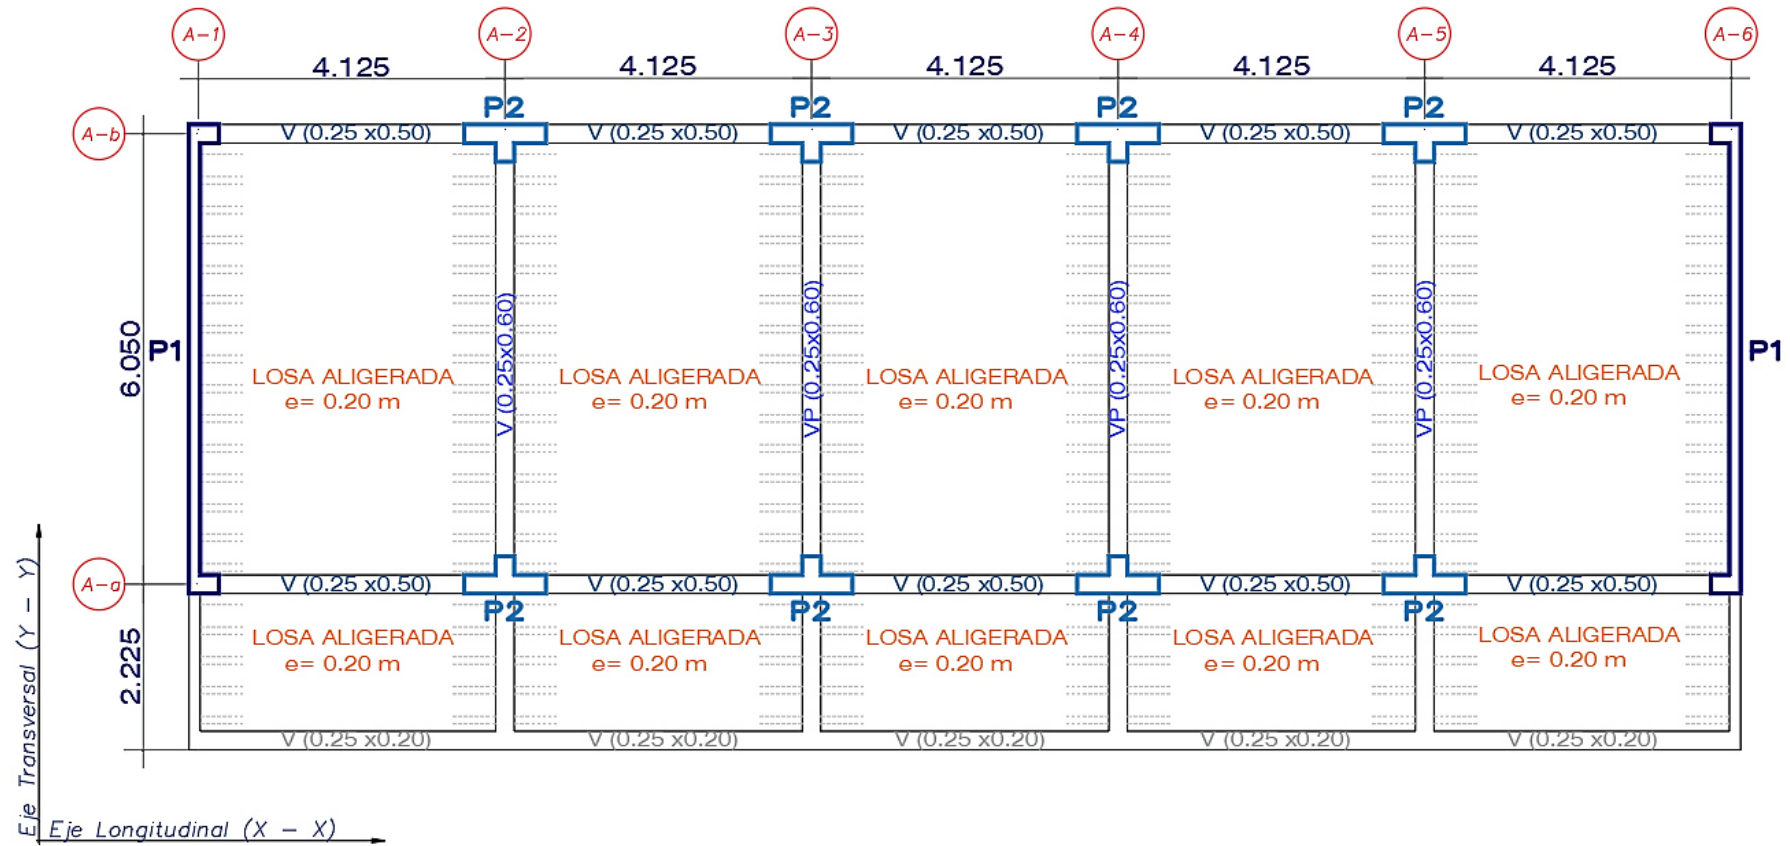 A-1 A-2 A-3 A-4 A-5 A-6
4.125 4.125 4.125 4.125 4.125
P2 P2 P2 P2
A-b
V (0.25 x0.50) V (0.25 x0.50) V (0.25 x0.50) V (0.25 x0.50) V (0.25 x0.50)
6.050
P1
V (0.25x0.60)
VP (0.25x0.60)
VP (0.25x0.60)
VP (0.25x0.60)
P1
LOSA ALIGERADA
e= 0.20 m
LOSA ALIGERADA
e= 0.20 m
LOSA ALIGERADA
e= 0.20 m
LOSA ALIGERADA
e= 0.20 m
LOSA ALIGERADA
e= 0.20 m
A-a
V (0.25 x0.50) V (0.25 x0.50) V (0.25 x0.50) V (0.25 x0.50) V (0.25 x0.50)
P2 P2 P2 P2
2.225
LOSA ALIGERADA
e= 0.20 m
LOSA ALIGERADA
e= 0.20 m
LOSA ALIGERADA
e= 0.20 m
LOSA ALIGERADA
e= 0.20 m
LOSA ALIGERADA
e= 0.20 m
V (0.25 x0.20) V (0.25 x0.20) V (0.25 x0.20) V (0.25 x0.20) V (0.25 x0.20)
Eje Transversal (Y - Y)
Eje Longitudinal (X - X)